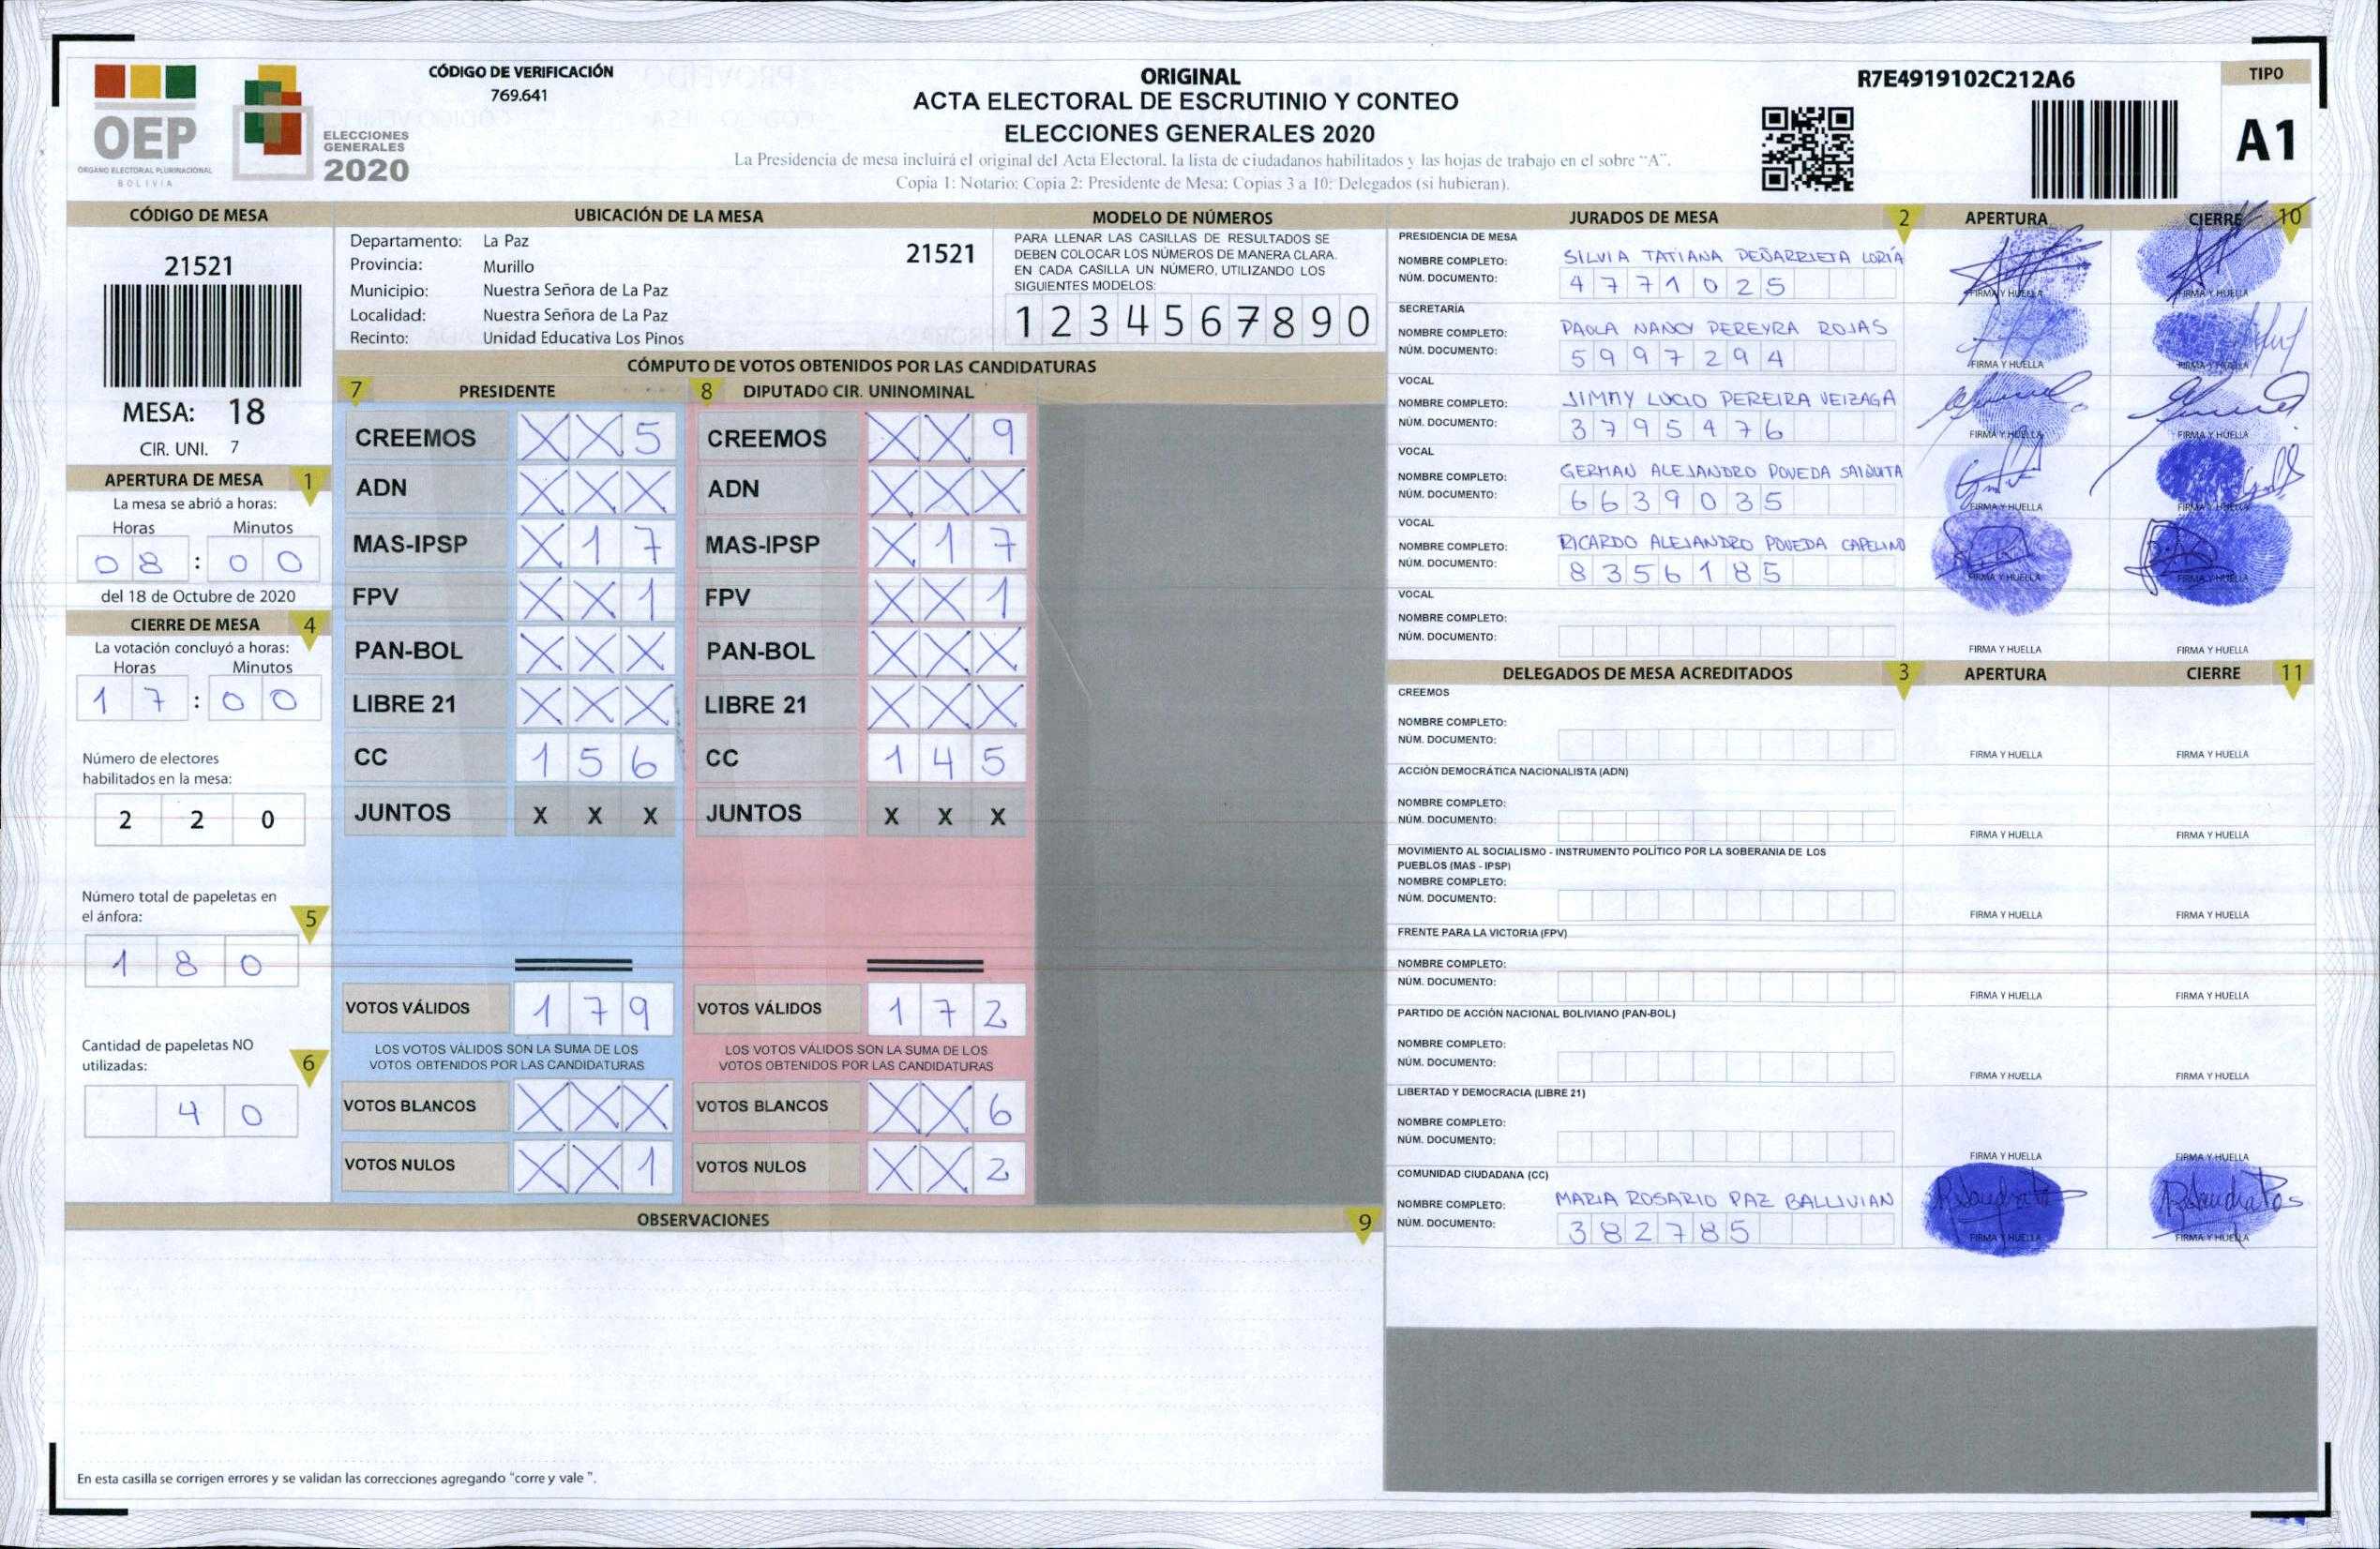 OEP
ÓRGANO ELECTORAL PLURINACIONAL
BOLIVIA
ELECCIONES
GENERALES
2020
CÓDIGO DE VERIFICACIÓN
769.641
ORIGINAL
ACTA ELECTORAL DE ESCRUTINIO Y CONTEO
ELECCIONES GENERALES 2020
La Presidencia de mesa incluirá el original del Acta Electoral, la lista de ciudadanos habilitados y las hojas de trabajo en el sobre "A".
Copia 1: Notario; Copia 2: Presidente de Mesa; Copias 3 a 10: Delegados (si hubieran).
R7E4919102C212A6
TIPO
A1
CÓDIGO DE MESA
21521
MESA: 18
CIR. UNI. 7
APERTURA DE MESA 1
La mesa se abrió a horas:
Horas Minutos
08 : 00
del 18 de Octubre de 2020
CIERRE DE MESA 4
La votación concluyó a horas:
Horas Minutos
17 : 00
Número de electores
habilitados en la mesa:
2 2 0
Número total de papeletas en
el ánfora: 5
1 8 0
Cantidad de papeletas NO
utilizadas: 6
4 0
UBICACIÓN DE LA MESA
Departamento: La Paz 21521
Provincia: Murillo
Municipio: Nuestra Señora de La Paz
Localidad: Nuestra Señora de La Paz
Recinto: Unidad Educativa Los Pinos
MODELO DE NÚMEROS
PARA LLENAR LAS CASILLAS DE RESULTADOS SE
DEBEN COLOCAR LOS NÚMEROS DE MANERA CLARA.
EN CADA CASILLA UN NÚMERO, UTILIZANDO LOS
SIGUIENTES MODELOS:
1 2 3 4 5 6 7 8 9 0
CÓMPUTO DE VOTOS OBTENIDOS POR LAS CANDIDATURAS
7 PRESIDENTE
CREEMOS X X 5
ADN X X X
MAS-IPSP X 1 7
FPV X X 1
PAN-BOL X X X
LIBRE 21 X X X
CC 1 5 6
JUNTOS X X X
VOTOS VÁLIDOS 1 7 9
LOS VOTOS VÁLIDOS SON LA SUMA DE LOS
VOTOS OBTENIDOS POR LAS CANDIDATURAS
VOTOS BLANCOS X X X
VOTOS NULOS X X 1
8 DIPUTADO CIR. UNINOMINAL
CREEMOS X X 9
ADN X X X
MAS-IPSP X 1 7
FPV X X 1
PAN-BOL X X X
LIBRE 21 X X X
CC 1 4 5
JUNTOS X X X
VOTOS VÁLIDOS 1 7 2
LOS VOTOS VÁLIDOS SON LA SUMA DE LOS
VOTOS OBTENIDOS POR LAS CANDIDATURAS
VOTOS BLANCOS X X 6
VOTOS NULOS X X 2
OBSERVACIONES 9
En esta casilla se corrigen errores y se validan las correcciones agregando "corre y vale ".
JURADOS DE MESA 2 APERTURA CIERRE 10
PRESIDENCIA DE MESA
NOMBRE COMPLETO: SILVIA TATIANA PEÑARRIETA LORÍA
NÚM. DOCUMENTO: 4771025
FIRMA Y HUELLA FIRMA Y HUELLA
SECRETARÍA
NOMBRE COMPLETO: PAOLA NANCY PEREYRA ROJAS
NÚM. DOCUMENTO: 5997294
FIRMA Y HUELLA FIRMA Y HUELLA
VOCAL
NOMBRE COMPLETO: JIMMY LUCIO PEREIRA VEIZAGA
NÚM. DOCUMENTO: 3795476
FIRMA Y HUELLA FIRMA Y HUELLA
VOCAL
NOMBRE COMPLETO: GERMAN ALEJANDRO POVEDA
NÚM. DOCUMENTO: 6639035
FIRMA Y HUELLA FIRMA Y HUELLA
VOCAL
NOMBRE COMPLETO: RICARDO ALEJANDRO POVEDA CAPELINO
NÚM. DOCUMENTO: 8356185
FIRMA Y HUELLA FIRMA Y HUELLA
VOCAL
NOMBRE COMPLETO:
NÚM. DOCUMENTO:
FIRMA Y HUELLA FIRMA Y HUELLA
DELEGADOS DE MESA ACREDITADOS 3 APERTURA CIERRE 11
CREEMOS
NOMBRE COMPLETO:
NÚM. DOCUMENTO:
FIRMA Y HUELLA FIRMA Y HUELLA
ACCIÓN DEMOCRÁTICA NACIONALISTA (ADN)
NOMBRE COMPLETO:
NÚM. DOCUMENTO:
FIRMA Y HUELLA FIRMA Y HUELLA
MOVIMIENTO AL SOCIALISMO - INSTRUMENTO POLÍTICO POR LA SOBERANIA DE LOS
PUEBLOS (MAS - IPSP)
NOMBRE COMPLETO:
NÚM. DOCUMENTO:
FIRMA Y HUELLA FIRMA Y HUELLA
FRENTE PARA LA VICTORIA (FPV)
NOMBRE COMPLETO:
NÚM. DOCUMENTO:
FIRMA Y HUELLA FIRMA Y HUELLA
PARTIDO DE ACCIÓN NACIONAL BOLIVIANO (PAN-BOL)
NOMBRE COMPLETO:
NÚM. DOCUMENTO:
FIRMA Y HUELLA FIRMA Y HUELLA
LIBERTAD Y DEMOCRACIA (LIBRE 21)
NOMBRE COMPLETO:
NÚM. DOCUMENTO:
FIRMA Y HUELLA FIRMA Y HUELLA
COMUNIDAD CIUDADANA (CC)
NOMBRE COMPLETO: MARIA ROSARIO PAZ BALLIVIAN
NÚM. DOCUMENTO: 382785
FIRMA Y HUELLA FIRMA Y HUELLA